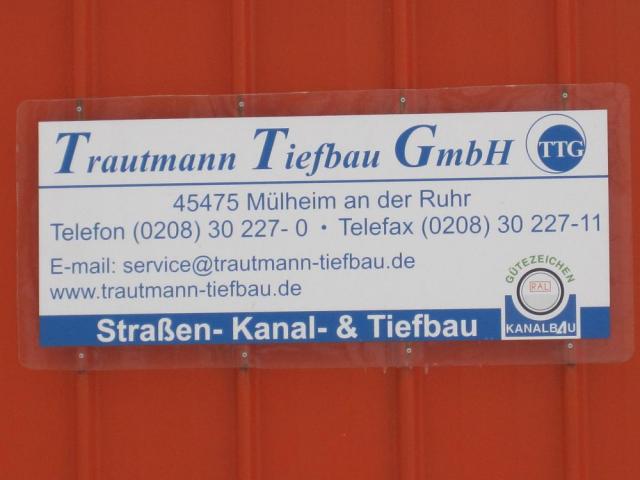 Trautmann Tiefbau GmbH
TTG
45475 Mülheim an der Ruhr
Telefon (0208) 30 227- 0 · Telefax (0208) 30 227-11
E-mail: service@trautmann-tiefbau.de
www.trautmann-tiefbau.de
GÜTEZEICHEN
RAL
KANALBAU
Straßen- Kanal- & Tiefbau